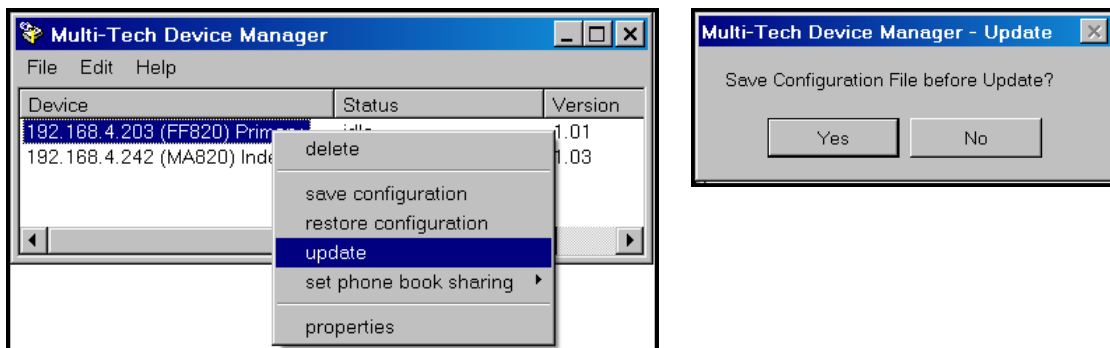 Multi-Tech Device Manager
File Edit Help
Device Status Version
192.168.4.203 (FF820) idle 1.01
192.168.4.242 (MA820) 1.03
delete
save configuration
restore configuration
update
set phone book sharing
properties
Multi-Tech Device Manager - Update
Save Configuration File before Update?
Yes No